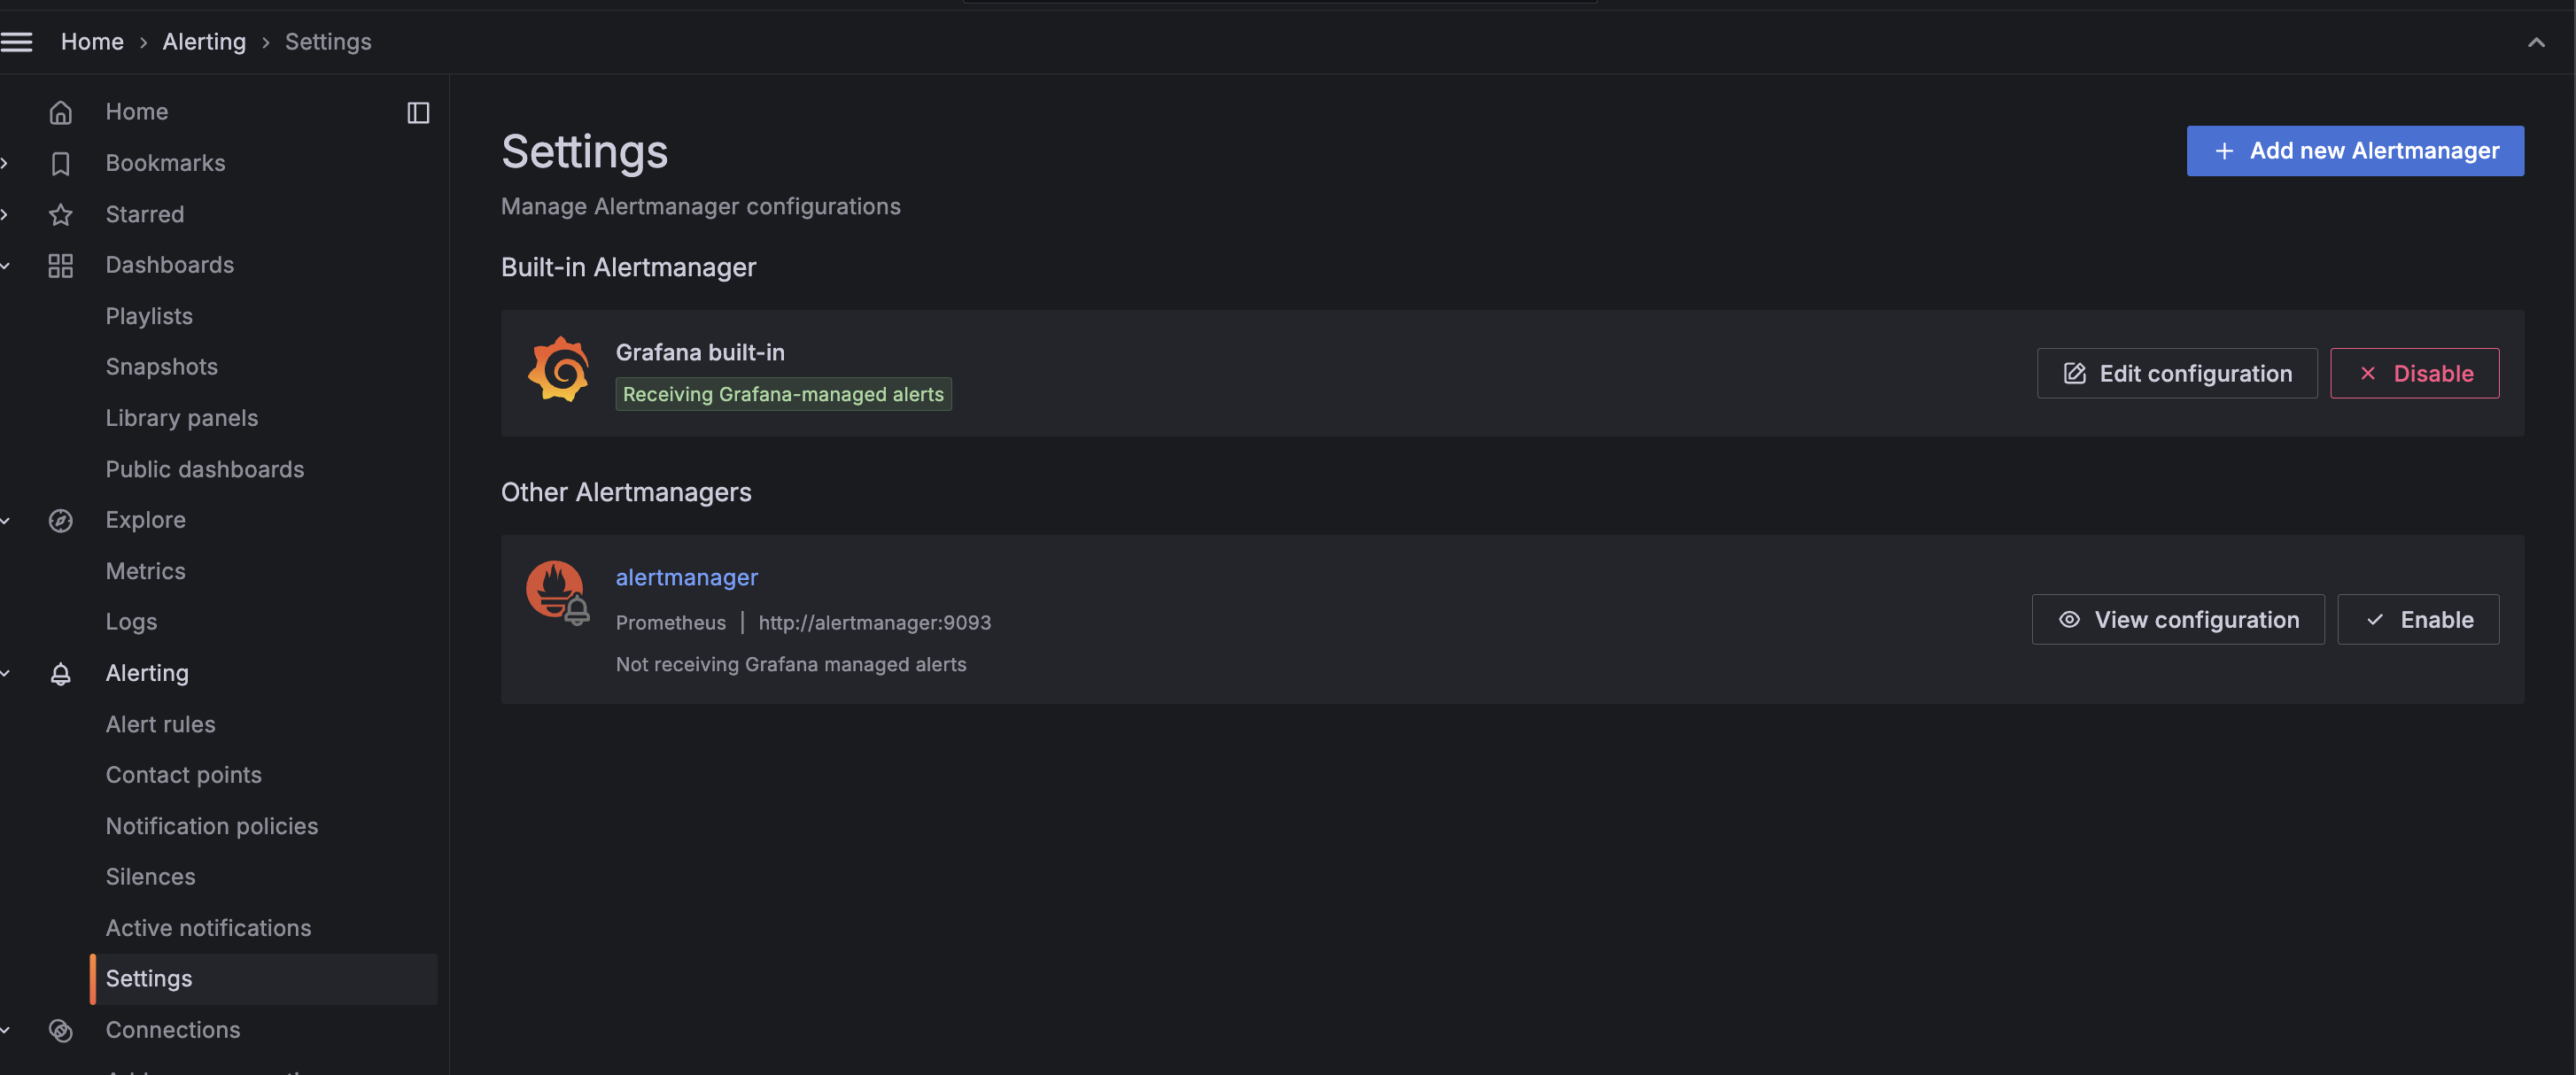 Home › Alerting › Settings
Home
Bookmarks
Starred
Dashboards
Playlists
Snapshots
Library panels
Public dashboards
Explore
Metrics
Logs
Alerting
Alert rules
Contact points
Notification policies
Silences
Active notifications
Settings
Connections
Settings
Add new Alertmanager
Manage Alertmanager configurations
Built-in Alertmanager
Grafana built-in
Receiving Grafana-managed alerts
Edit configuration
Disable
Other Alertmanagers
alertmanager
Prometheus | http://alertmanager:9093
Not receiving Grafana managed alerts
View configuration
Enable